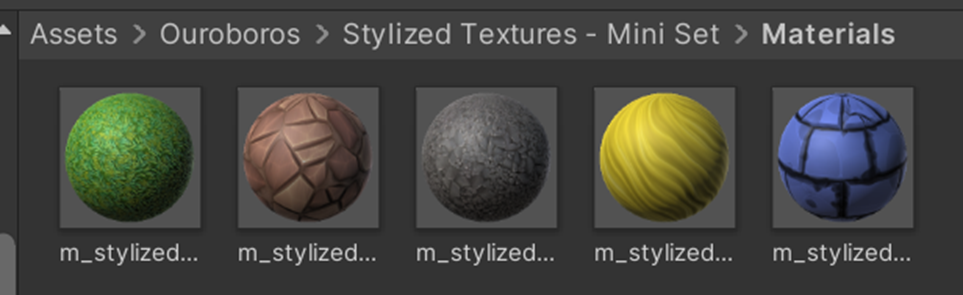 Assets > Ouroboros > Stylized Textures - Mini Set > Materials
m_stylized... m_stylized... m_stylized... m_stylized... m_stylized...